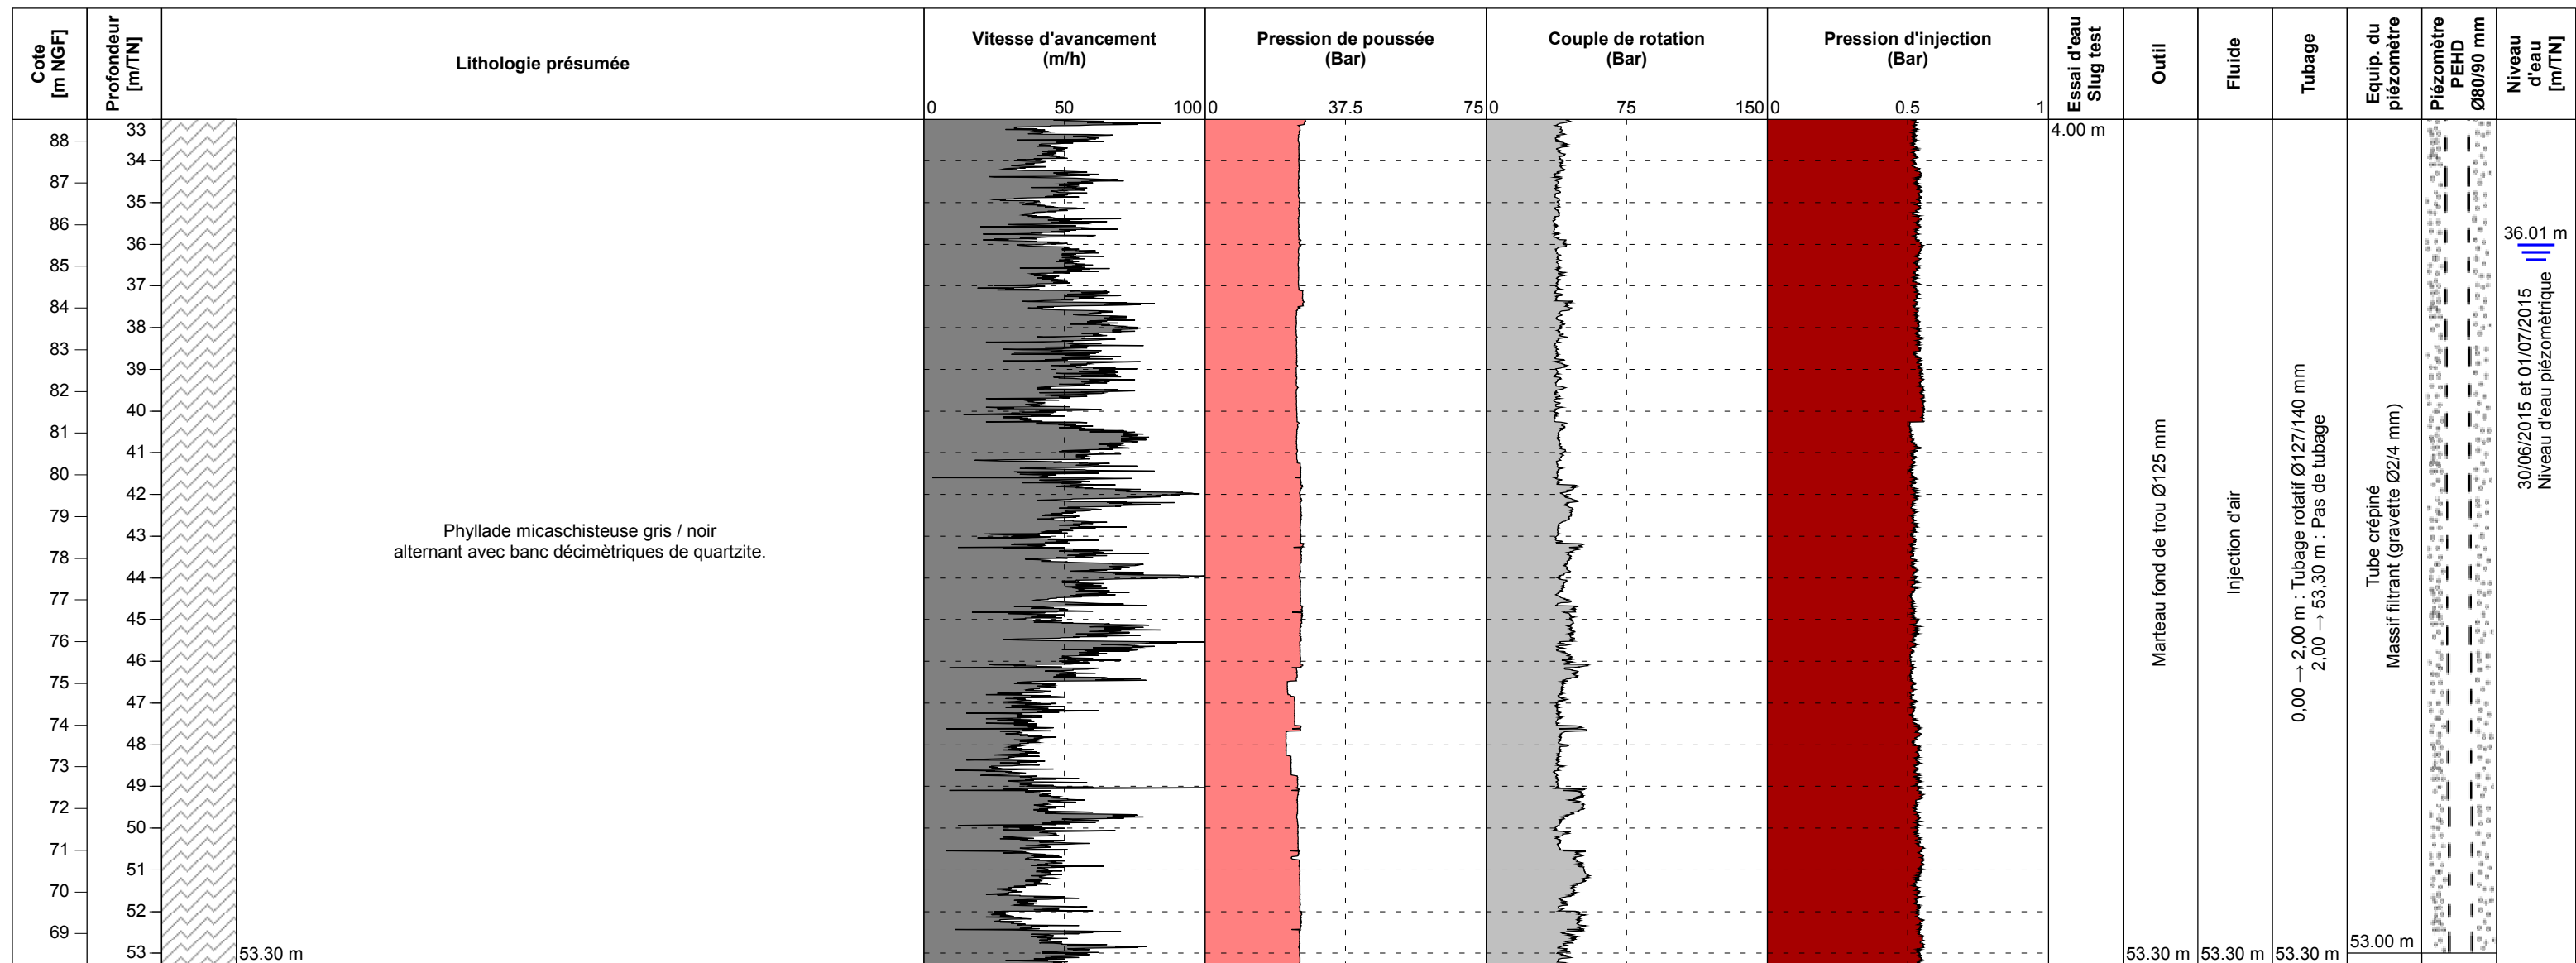 Cote
[m NGF]
Profondeur
[m/TN]
Lithologie présumée
Vitesse d'avancement
(m/h)
0 50 100
Pression de poussée
(Bar)
0 37.5 75
Couple de rotation
(Bar)
0 75 150
Pression d'injection
(Bar)
0 0.5 1
Essai d'eau
Slug test
Outil
Fluide
Tubage
Equip. du
piézomètre
Piézomètre
PEHD
Ø80/90 mm
Niveau
d'eau
[m/TN]
88
87
86
85
84
83
82
81
80
79
78
77
76
75
74
73
72
71
70
69
33
34
35
36
37
38
39
40
41
42
43
44
45
46
47
48
49
50
51
52
53
Phyllade micaschisteuse gris / noir
alternant avec banc décimètriques de quartzite.
53.30 m
4.00 m
Marteau fond de trou Ø125 mm
53.30 m
Injection d'air
53.30 m
0,00 → 2,00 m : Tubage rotatif Ø127/140 mm
2,00 → 53,30 m : Pas de tubage
53.30 m
Tube crépiné
Massif filtrant (gravette Ø2/4 mm)
53.00 m
36.01 m
30/06/2015 et 01/07/2015
Niveau d'eau piézomètrique